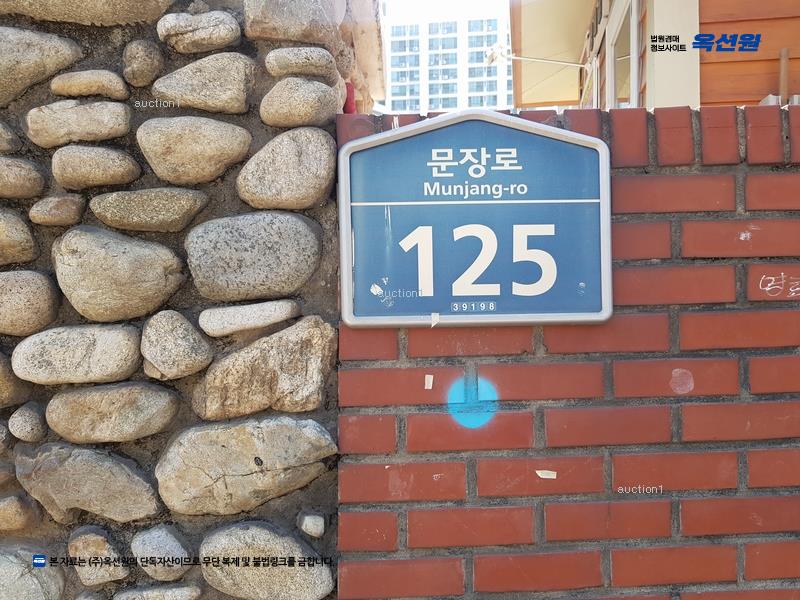 법원경매
정보사이트 옥션원
auction1
문장로
Munjang-ro
125
auction1
39198
auction1
본 자료는 (주)옥션원의 단독자산이므로 무단 복제 및 불법링크를 금합니다.